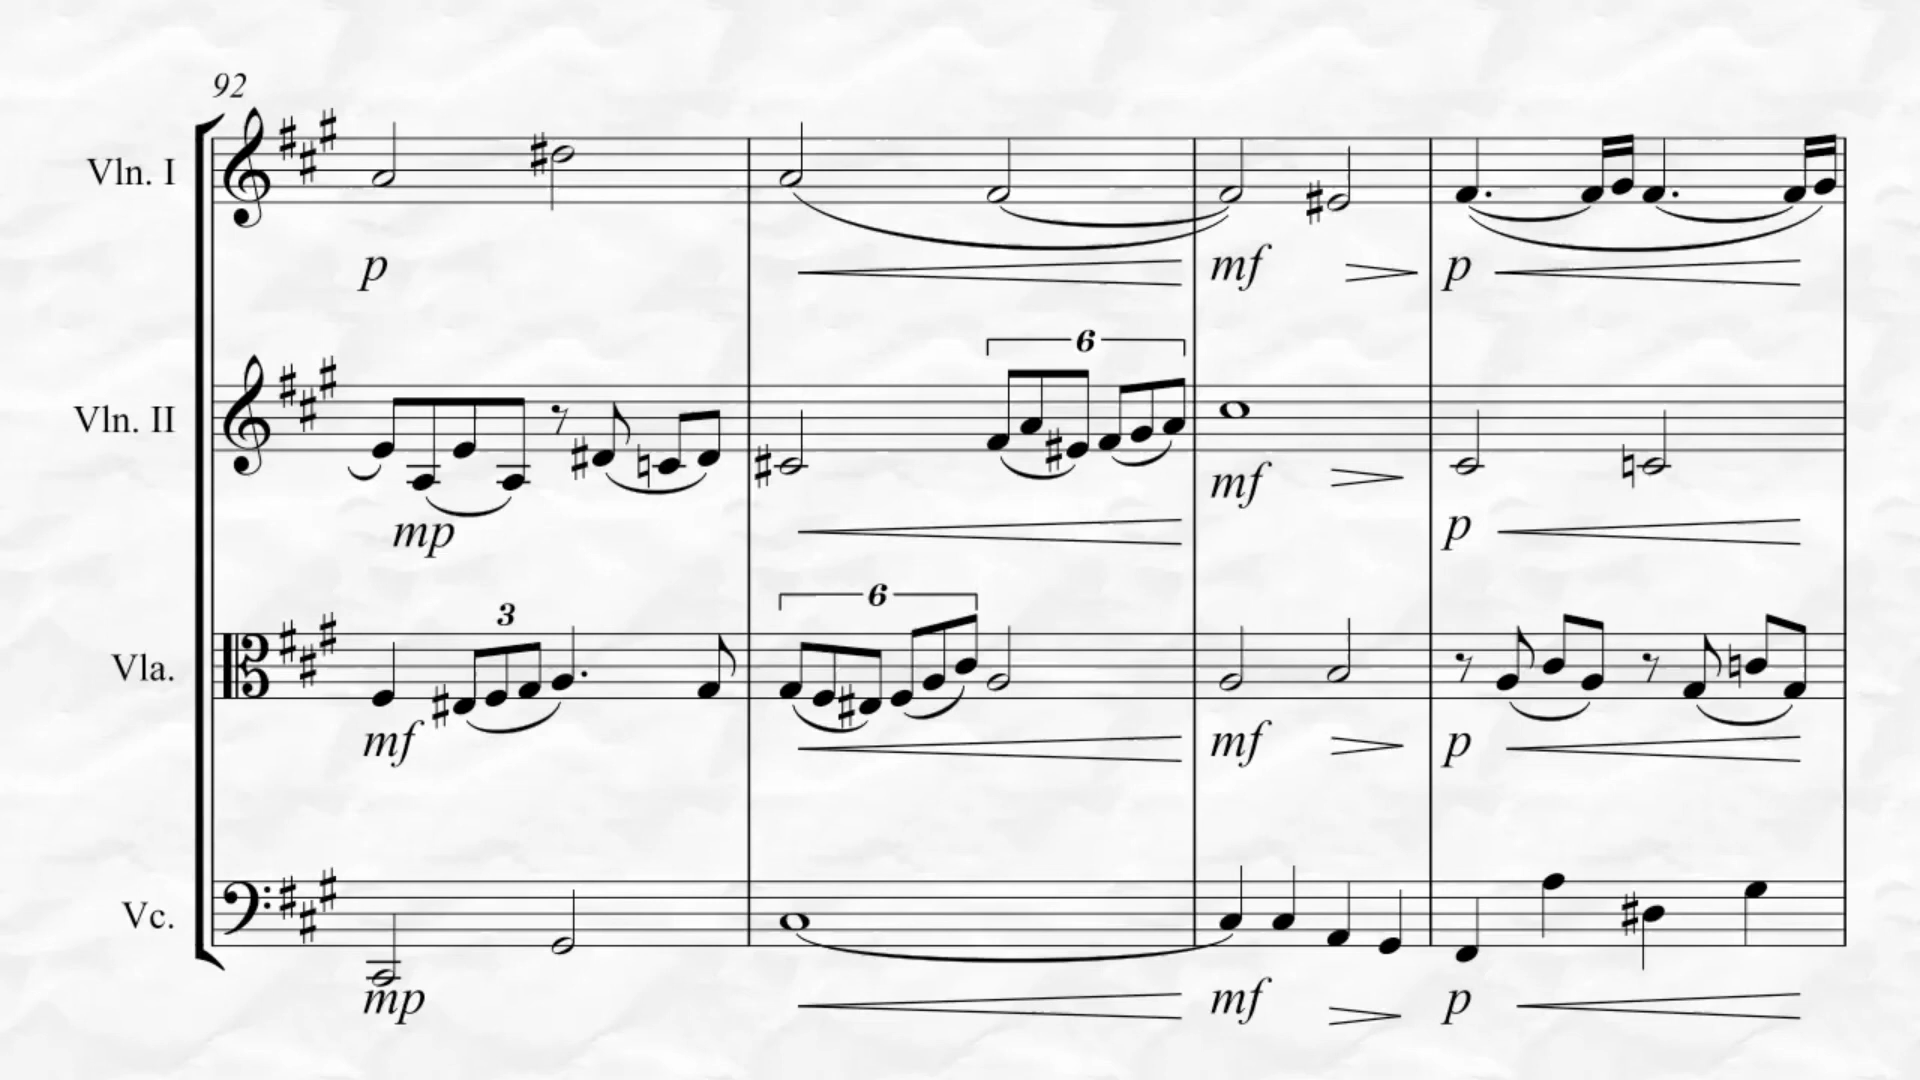 92
Vln. I
p mf p
6
Vln. II
mp mf p
3 6
Vla.
mf mf p
Vc.
mp mf p